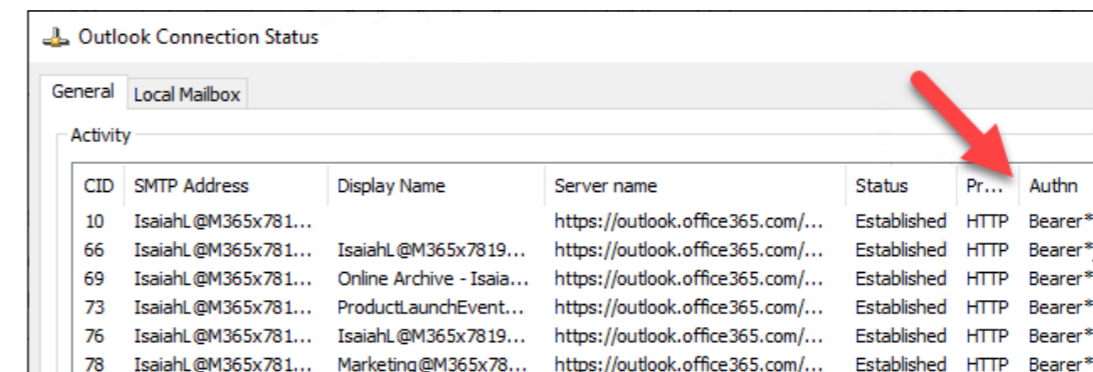 Outlook Connection Status
General Local Mailbox
Activity
CID SMTP Address Display Name Server name Status Pr... Authn
10 IsaiahL@M365x781... https://outlook.office365.com/... Established HTTP Bearer*
66 IsaiahL@M365x781... IsaiahL@M365x7819... https://outlook.office365.com/... Established HTTP Bearer*
69 IsaiahL@M365x781... Online Archive - Isaia... https://outlook.office365.com/... Established HTTP Bearer*
73 IsaiahL@M365x781... ProductLaunchEvent... https://outlook.office365.com/... Established HTTP Bearer*
76 IsaiahL@M365x781... IsaiahL@M365x7819... https://outlook.office365.com/... Established HTTP Bearer*
78 IsaiahL@M365x781... Marketing@M365x78... https://outlook.office365.com/... Established HTTP Bearer*